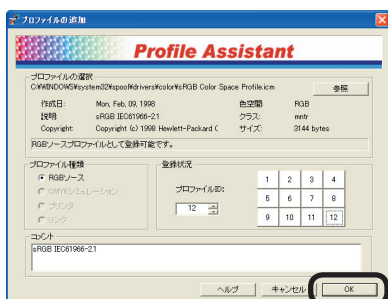 プロファイルの追加
Profile Assistant
プロファイルの選択
C:¥WINDOWS¥system32¥spool¥drivers¥color¥sRGB Color Space Profile.icm
参照
作成日: Mon, Feb, 09, 1998 色空間: RGB
説明: sRGB IEC61966-2.1 クラス: mntr
Copyright: Copyright (c) 1998 Hewlett-Packard C サイズ: 3144 bytes
RGBソースプロファイルとして登録可能です。
プロファイル種類
RGBソース
CMYKシミュレーション
プリンタ
リンク
登録状況
プロファイルID:
12
1 2 3 4
5 6 7 8
9 10 11 12
コメント
sRGB IEC61966-2.1
ヘルプ キャンセル OK